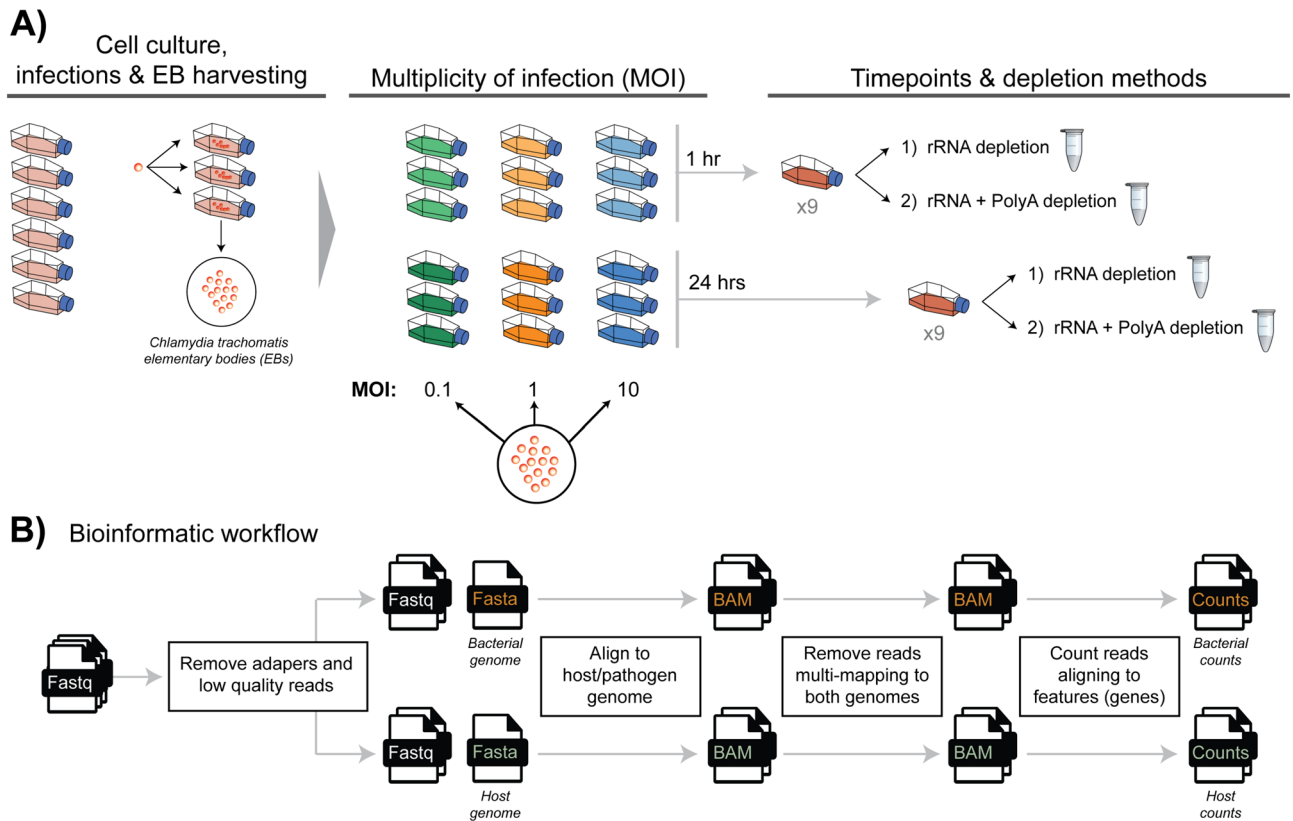 A)
Cell culture,
infections & EB harvesting
Multiplicity of infection (MOI)
Timepoints & depletion methods
1 hr
x9
1) rRNA depletion
2) rRNA + PolyA depletion
24 hrs
x9
1) rRNA depletion
2) rRNA + PolyA depletion
Chlamydia trachomatis
elementary bodies (EBs)
MOI: 0.1 1 10
B) Bioinformatic workflow
Fastq
Remove adapers and
low quality reads
Fastq
Fasta
Bacterial
genome
BAM
BAM
Counts
Bacterial
counts
Align to
host/pathogen
genome
Remove reads
multi-mapping to
both genomes
Count reads
aligning to
features (genes)
Fastq
Fasta
Host
genome
BAM
BAM
Counts
Host
counts